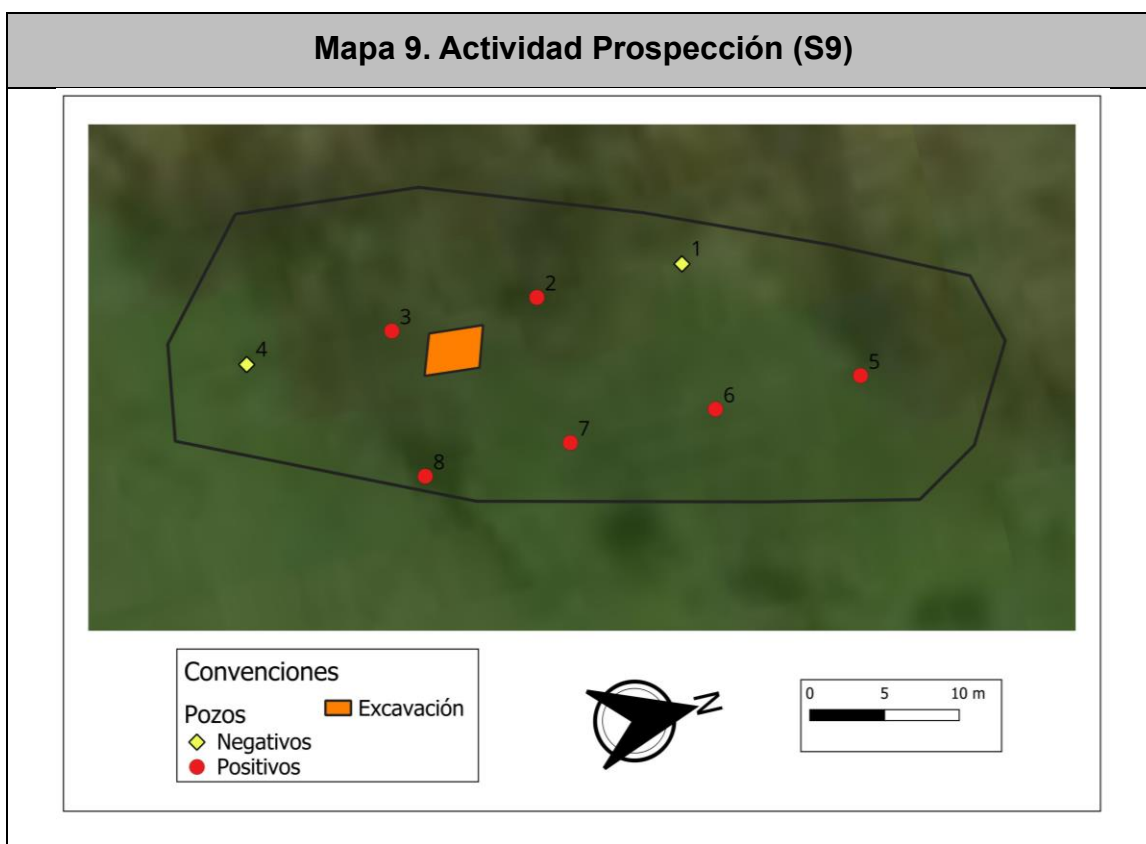 Mapa 9. Actividad Prospección (S9)
1
2
3
4
5
6
7
8
Convenciones
Pozos
Excavación
Negativos
Positivos
N
0 5 10 m